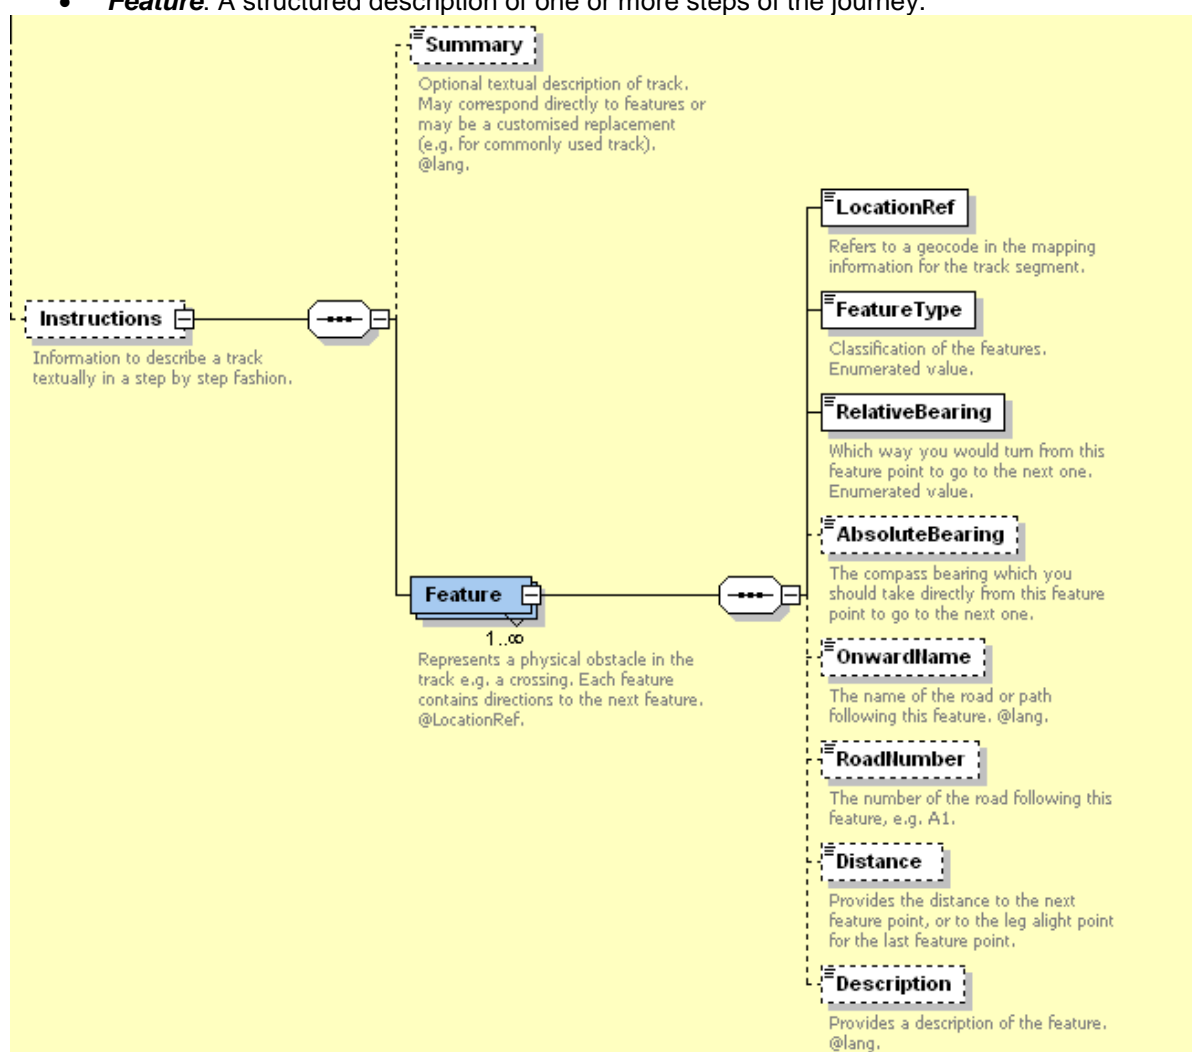 • Feature: A structured description of one or more steps of the journey.
Summary
Optional textual description of track.
May correspond directly to features or
may be a customised replacement
(e.g. for commonly used track).
@lang.
LocationRef
Refers to a geocode in the mapping
information for the track segment.
Instructions
Information to describe a track
textually in a step by step fashion.
FeatureType
Classification of the features.
Enumerated value.
RelativeBearing
Which way you would turn from this
feature point to go to the next one.
Enumerated value.
AbsoluteBearing
The compass bearing which you
should take directly from this feature
point to go to the next one.
Feature
1..∞
Represents a physical obstacle in the
track e.g. a crossing. Each feature
contains directions to the next feature.
@LocationRef.
OnwardName
The name of the road or path
following this feature. @lang.
RoadNumber
The number of the road following this
feature, e.g. A1.
Distance
Provides the distance to the next
feature point, or to the leg alight point
for the last feature point.
Description
Provides a description of the feature.
@lang.